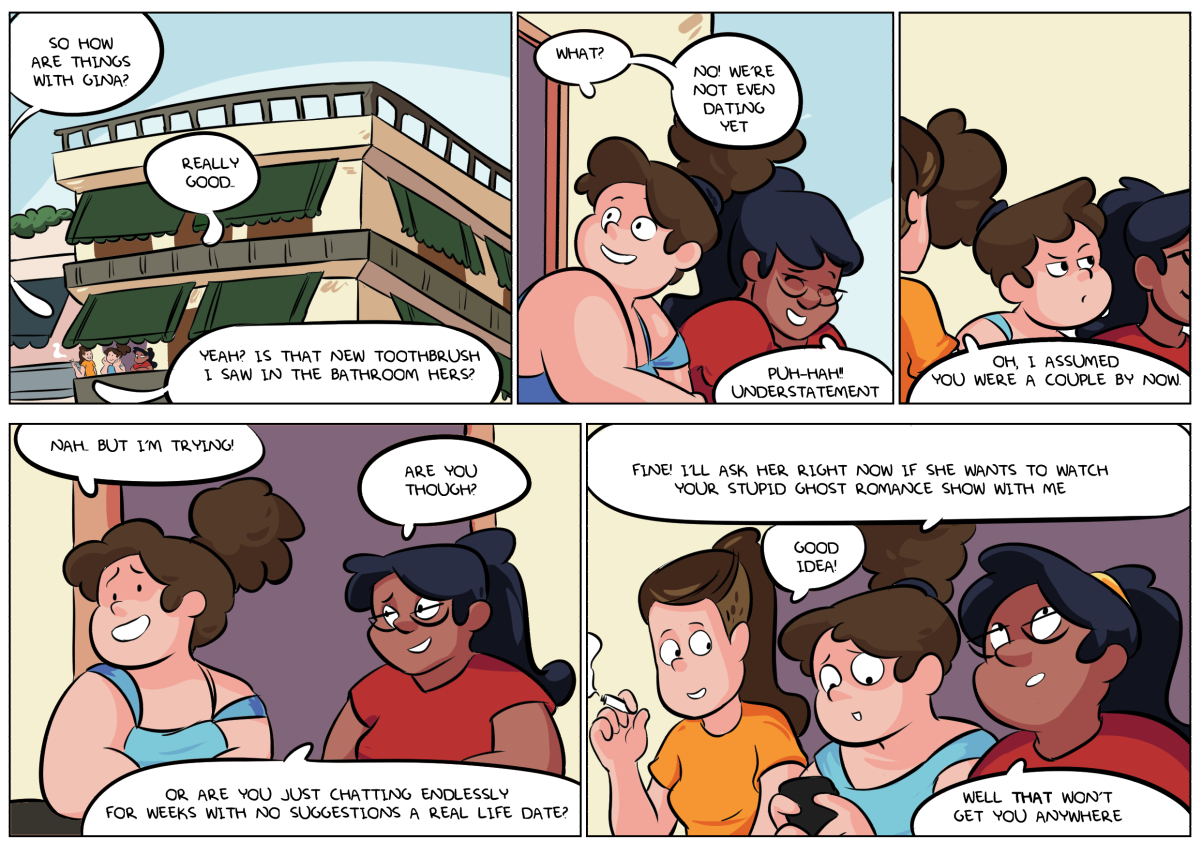 SO HOW
ARE THINGS
WITH GINA?
REALLY
GOOD..
YEAH? IS THAT NEW TOOTHBRUSH
I SAW IN THE BATHROOM HERS?
WHAT?
NO! WE'RE
NOT EVEN
DATING
YET
PUH-HAH!!
UNDERSTATEMENT
OH, I ASSUMED
YOU WERE A COUPLE BY NOW.
NAH.. BUT I'M TRYING!
ARE YOU
THOUGH?
OR ARE YOU JUST CHATTING ENDLESSLY
FOR WEEKS WITH NO SUGGESTIONS A REAL LIFE DATE?
FINE! I'LL ASK HER RIGHT NOW IF SHE WANTS TO WATCH
YOUR STUPID GHOST ROMANCE SHOW WITH ME
GOOD
IDEA!
WELL THAT WON'T
GET YOU ANYWHERE